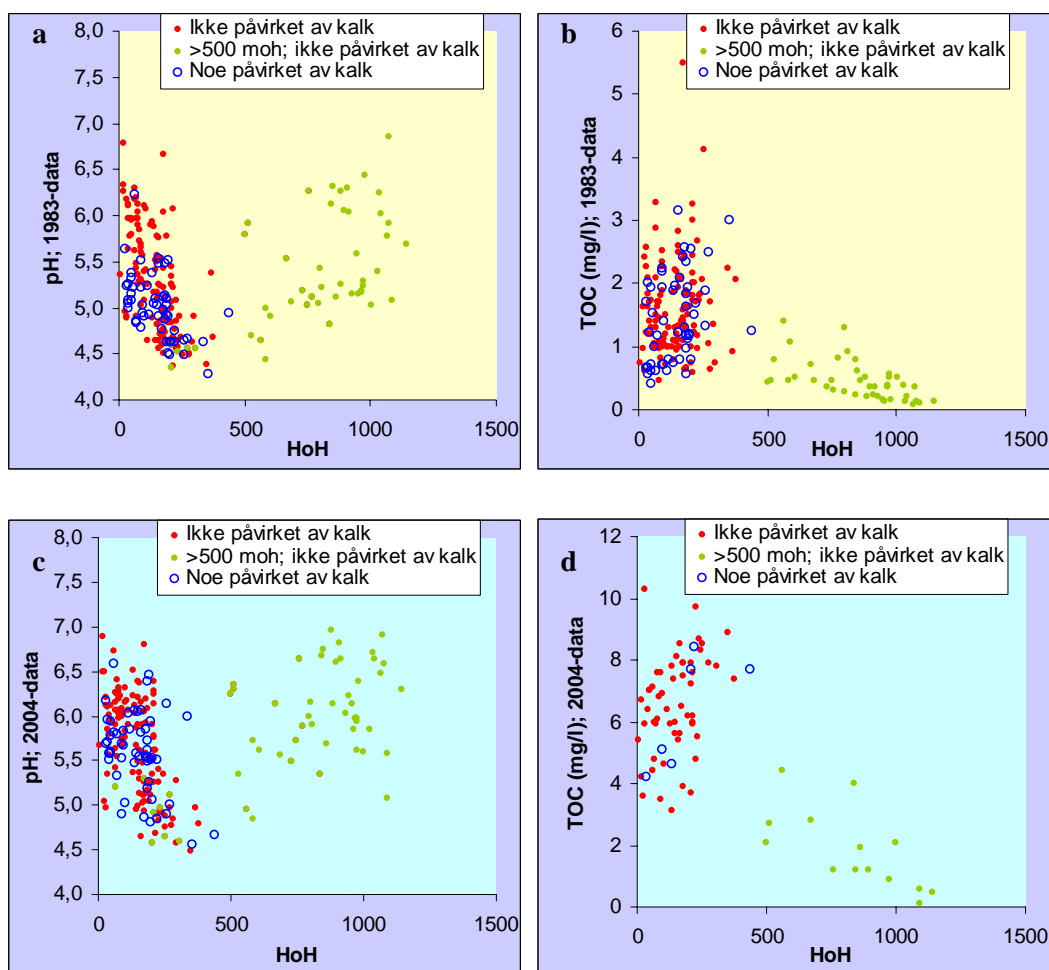 a
Ikke påvirket av kalk
>500 moh; ikke påvirket av kalk
Noe påvirket av kalk
8,0
7,5
7,0
6,5
6,0
5,5
5,0
4,5
4,0
pH; 1983-data
0
500
1000
1500
HoH
b
Ikke påvirket av kalk
>500 moh; ikke påvirket av kalk
Noe påvirket av kalk
6
5
4
3
2
1
0
TOC (mg/l); 1983-data
0
500
1000
1500
HoH
c
Ikke påvirket av kalk
>500 moh; ikke påvirket av kalk
Noe påvirket av kalk
8,0
7,5
7,0
6,5
6,0
5,5
5,0
4,5
4,0
pH; 2004-data
0
500
1000
1500
HoH
d
Ikke påvirket av kalk
>500 moh; ikke påvirket av kalk
Noe påvirket av kalk
12
10
8
6
4
2
0
TOC (mg/l); 2004-data
0
500
1000
1500
HoH